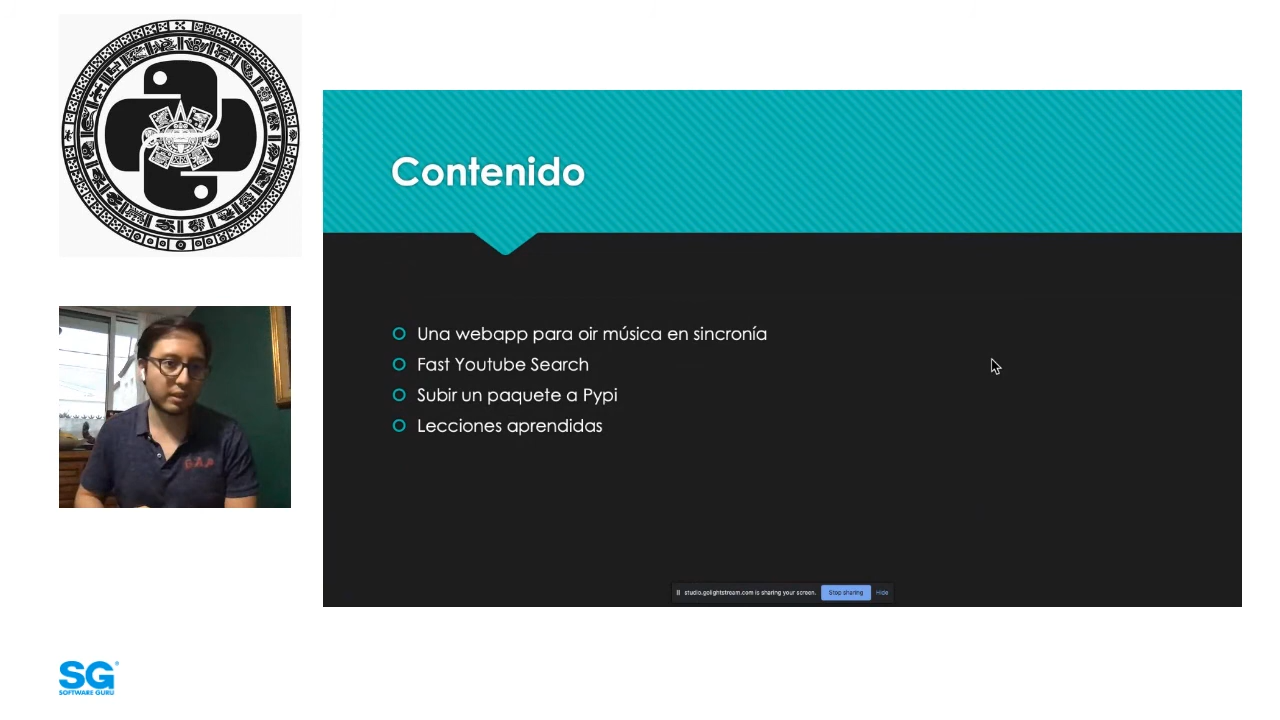 Contenido
Una webapp para oir música en sincronía
Fast Youtube Search
Subir un paquete a Pypi
Lecciones aprendidas
GAP
studio.golightstream.com is sharing your screen.
Stop sharing
Hide
SG®
SOFTWARE GURU